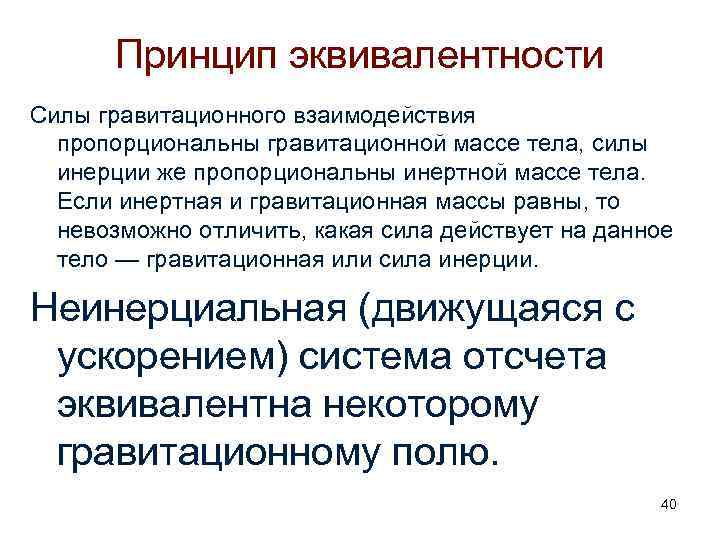 Принцип эквивалентности
Силы гравитационного взаимодействия
пропорциональны гравитационной массе тела, силы
инерции же пропорциональны инертной массе тела.
Если инертная и гравитационная массы равны, то
невозможно отличить, какая сила действует на данное
тело — гравитационная или сила инерции.
Неинерциальная (движущаяся с
ускорением) система отсчета
эквивалентна некоторому
гравитационному полю.
40